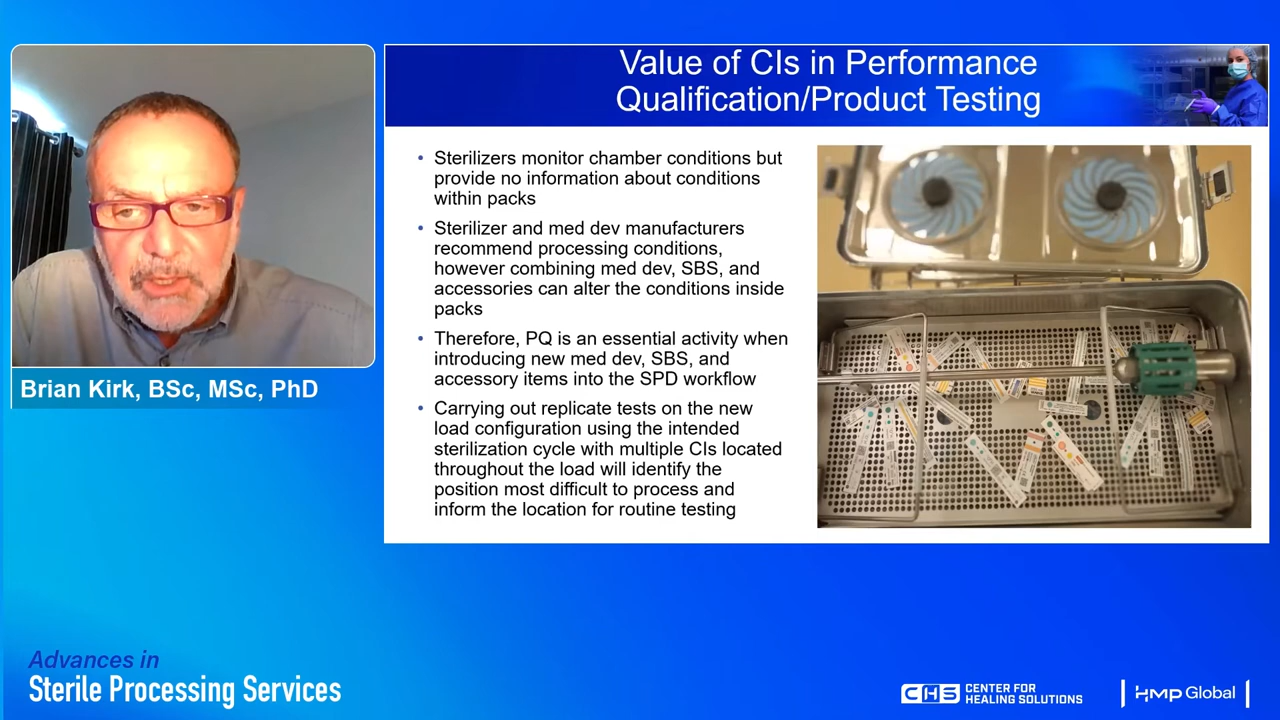 Value of CIs in Performance
Qualification/Product Testing
• Sterilizers monitor chamber conditions but
provide no information about conditions
within packs
• Sterilizer and med dev manufacturers
recommend processing conditions,
however combining med dev, SBS, and
accessories can alter the conditions inside
packs
• Therefore, PQ is an essential activity when
introducing new med dev, SBS, and
accessory items into the SPD workflow
• Carrying out replicate tests on the new
load configuration using the intended
sterilization cycle with multiple CIs located
throughout the load will identify the
position most difficult to process and
inform the location for routine testing
Brian Kirk, BSc, MSc, PhD
Advances in
Sterile Processing Services
CHS CENTER FOR
HEALING SOLUTIONS
HMP Global